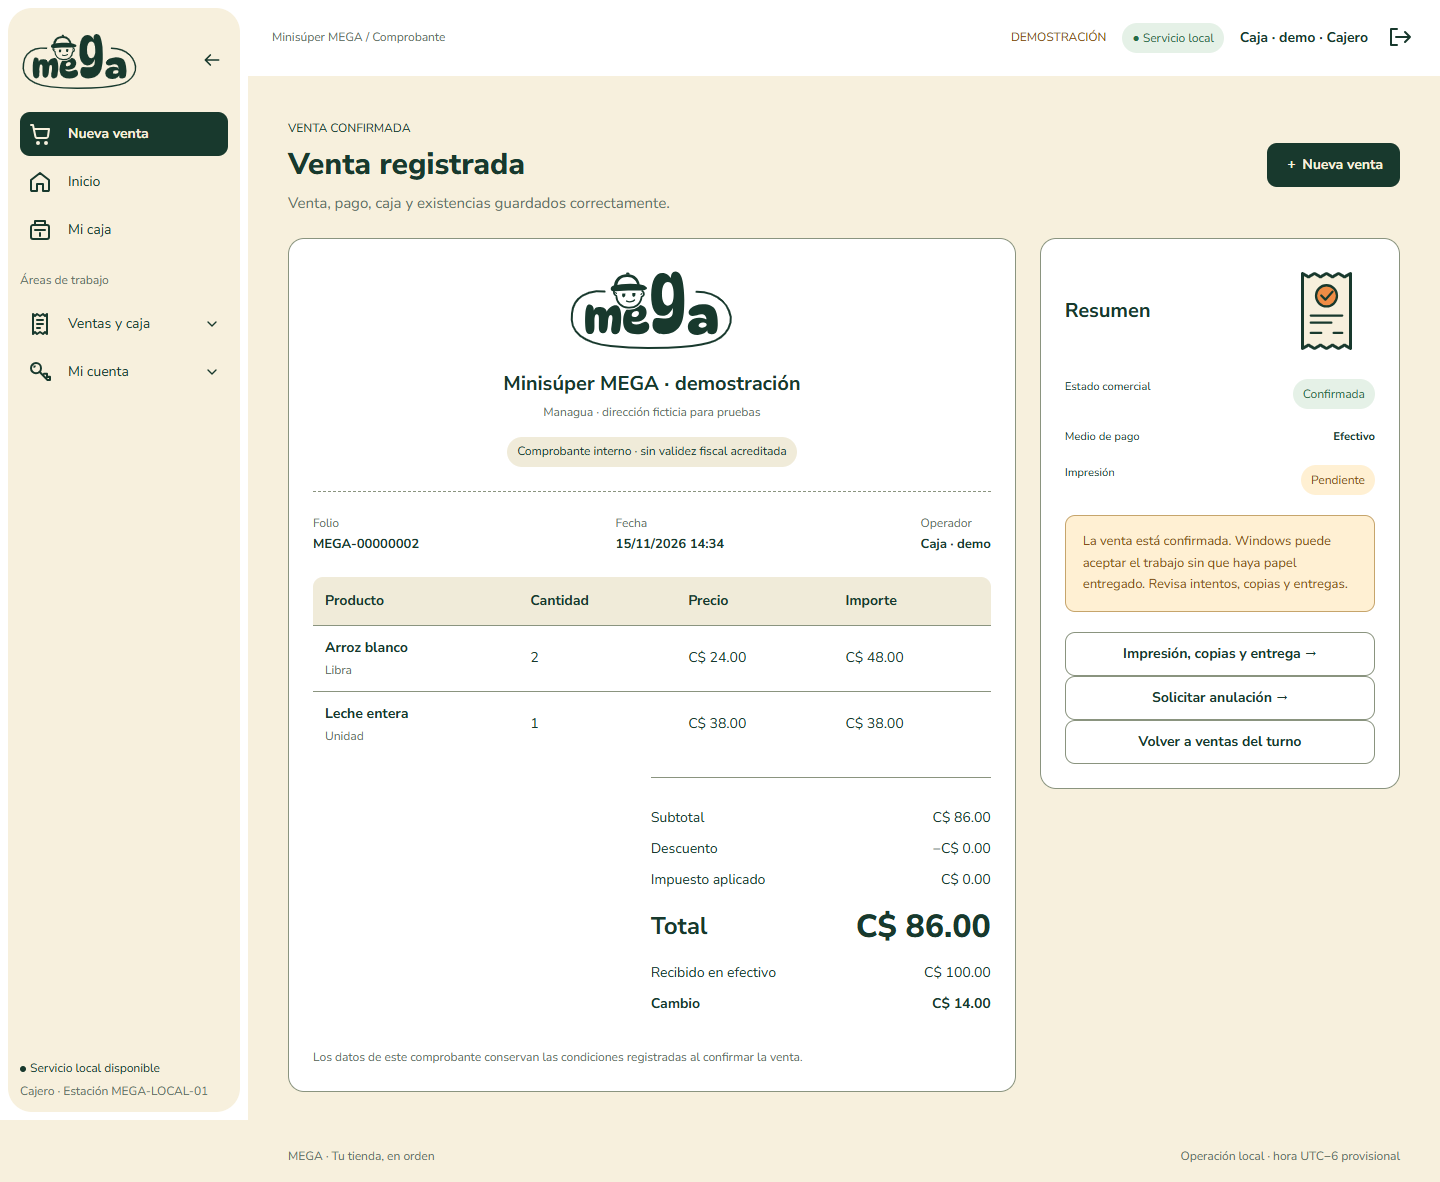 mega
Nueva venta
Inicio
Mi caja
Áreas de trabajo
Ventas y caja
Mi cuenta
● Servicio local disponible
Cajero · Estación MEGA-LOCAL-01
Minisúper MEGA / Comprobante
DEMOSTRACIÓN
● Servicio local
Caja · demo · Cajero
VENTA CONFIRMADA
Venta registrada
Venta, pago, caja y existencias guardados correctamente.
+ Nueva venta
mega
Minisúper MEGA · demostración
Managua · dirección ficticia para pruebas
Comprobante interno · sin validez fiscal acreditada
Folio Fecha Operador
MEGA-00000002 15/11/2026 14:34 Caja · demo
Producto Cantidad Precio Importe
Arroz blanco 2 C$ 24.00 C$ 48.00
Libra
Leche entera 1 C$ 38.00 C$ 38.00
Unidad
Subtotal C$ 86.00
Descuento −C$ 0.00
Impuesto aplicado C$ 0.00
Total C$ 86.00
Recibido en efectivo C$ 100.00
Cambio C$ 14.00
Los datos de este comprobante conservan las condiciones registradas al confirmar la venta.
Resumen
Estado comercial Confirmada
Medio de pago Efectivo
Impresión Pendiente
La venta está confirmada. Windows puede
aceptar el trabajo sin que haya papel
entregado. Revisa intentos, copias y entregas.
Impresión, copias y entrega →
Solicitar anulación →
Volver a ventas del turno
MEGA · Tu tienda, en orden
Operación local · hora UTC−6 provisional